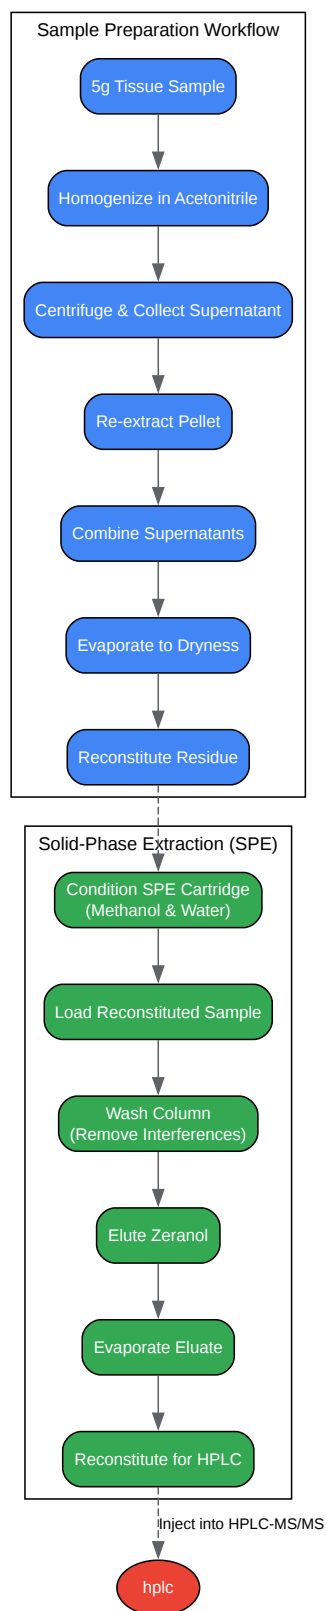 Sample Preparation Workflow
5g Tissue Sample
Homogenize in Acetonitrile
Centrifuge & Collect Supernatant
Re-extract Pellet
Combine Supernatants
Evaporate to Dryness
Reconstitute Residue
Solid-Phase Extraction (SPE)
Condition SPE Cartridge
(Methanol & Water)
Load Reconstituted Sample
Wash Column
(Remove Interferences)
Elute Zeranol
Evaporate Eluate
Reconstitute for HPLC
Inject into HPLC-MS/MS
hplc